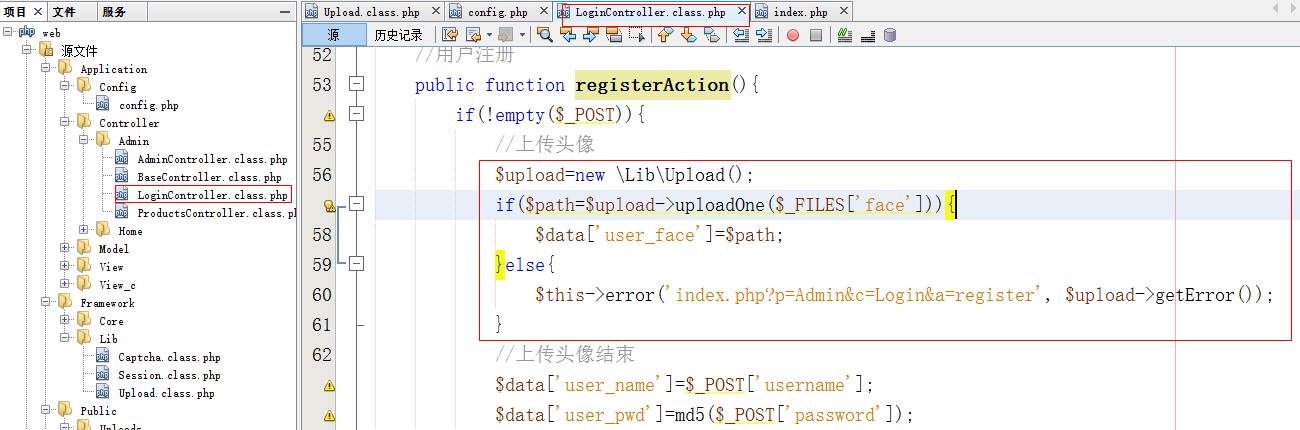 项目 × 文件 服务 —
php web
源文件
Application
Config
config.php
Controller
Admin
AdminController.class.php
BaseController.class.php
LoginController.class.php
ProductsController.class.p
Home
Model
View
View_c
Framework
Core
Lib
Captcha.class.php
Session.class.php
Upload.class.php
Public
Uploads
Upload.class.php × config.php × LoginController.class.php × index.php ×
源 历史记录
52 //用户注册
53 public function registerAction(){
if(!empty($_POST)){
55 //上传头像
56 $upload=new \Lib\Upload();
if($path=$upload->uploadOne($_FILES['face'])){
58 $data['user_face']=$path;
59 }else{
60 $this->error('index.php?p=Admin&c=Login&a=register', $upload->getError());
61 }
62 //上传头像结束
$data['user_name']=$_POST['username'];
$data['user_pwd']=md5($_POST['password']);